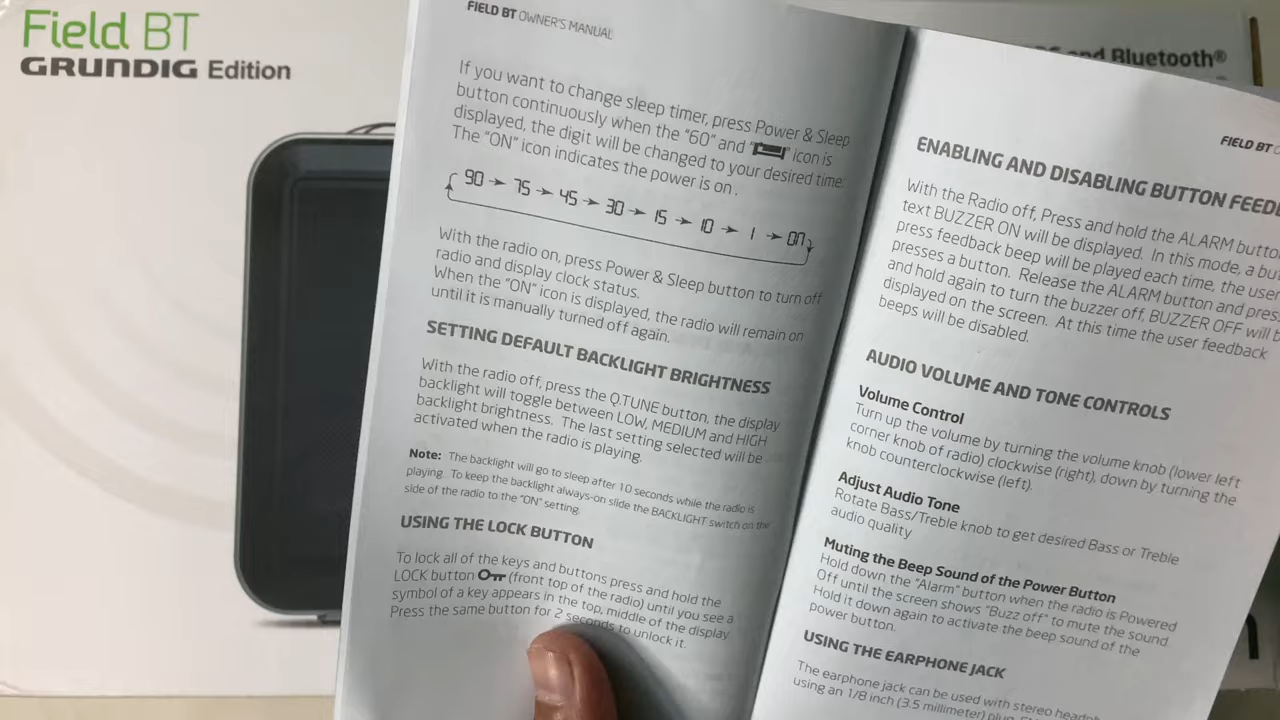 Field BT
GRUNDIG Edition
and Bluetooth®
FIELD BT OWNER'S MANUAL
If you want to change sleep timer, press Power & Sleep
button continuously when the "60" and " " icon is
displayed, the digit will be changed to your desired time.
The "ON" icon indicates the power is on .
90 → 75 → 45 → 30 → 15 → 10 → 1 → ON
With the radio on, press Power & Sleep button to turn off
radio and display clock status.
When the "ON" icon is displayed, the radio will remain on
until it is manually turned off again.
SETTING DEFAULT BACKLIGHT BRIGHTNESS
With the radio off, press the Q.TUNE button, the display
backlight will toggle between LOW, MEDIUM and HIGH
backlight brightness. The last setting selected will be
activated when the radio is playing.
Note: The backlight will go to sleep after 10 seconds while the radio is
playing. To keep the backlight always-on slide the BACKLIGHT switch on the
side of the radio to the "ON" setting.
USING THE LOCK BUTTON
To lock all of the keys and buttons press and hold the
LOCK button (front top of the radio) until you see a
symbol of a key appears in the top, middle of the display.
Press the same button for 2 seconds to unlock it.
FIELD BT
ENABLING AND DISABLING BUTTON FEED
With the Radio off, Press and hold the ALARM button
text BUZZER ON will be displayed. In this mode, a
press feedback beep will be played each time, the user
presses a button. Release the ALARM button and press
and hold again to turn the buzzer off, BUZZER OFF will
displayed on the screen. At this time the user feedback
beeps will be disabled.
AUDIO VOLUME AND TONE CONTROLS
Volume Control
Turn up the volume by turning the volume knob (lower left
corner knob of radio) clockwise (right), down by turning the
knob counterclockwise (left).
Adjust Audio Tone
Rotate Bass/Treble knob to get desired Bass or Treble
audio quality
Muting the Beep Sound of the Power Button
Hold down the "Alarm" button when the radio is Powered
Off until the screen shows "Buzz off" to mute the sound.
Hold it down again to activate the beep sound of the
power button.
USING THE EARPHONE JACK
The earphone jack can be used with stereo
using an 1/8 inch (3.5 millimeter) plug.